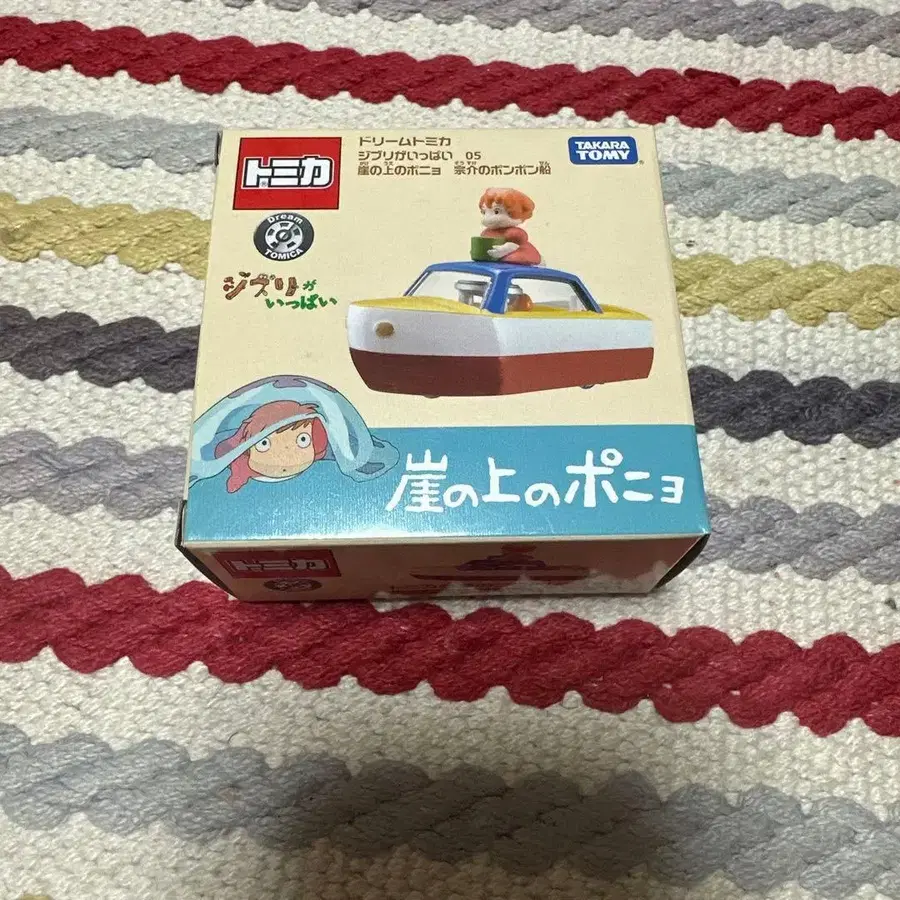 トミカ
ドリームトミカ
ジブリがいっぱい 05
崖の上のポニョ 宗介のポンポン船
TAKARA
TOMY
Dream
TOMICA
ジブリが
いっぱい
崖の上のポニョ
トミカ